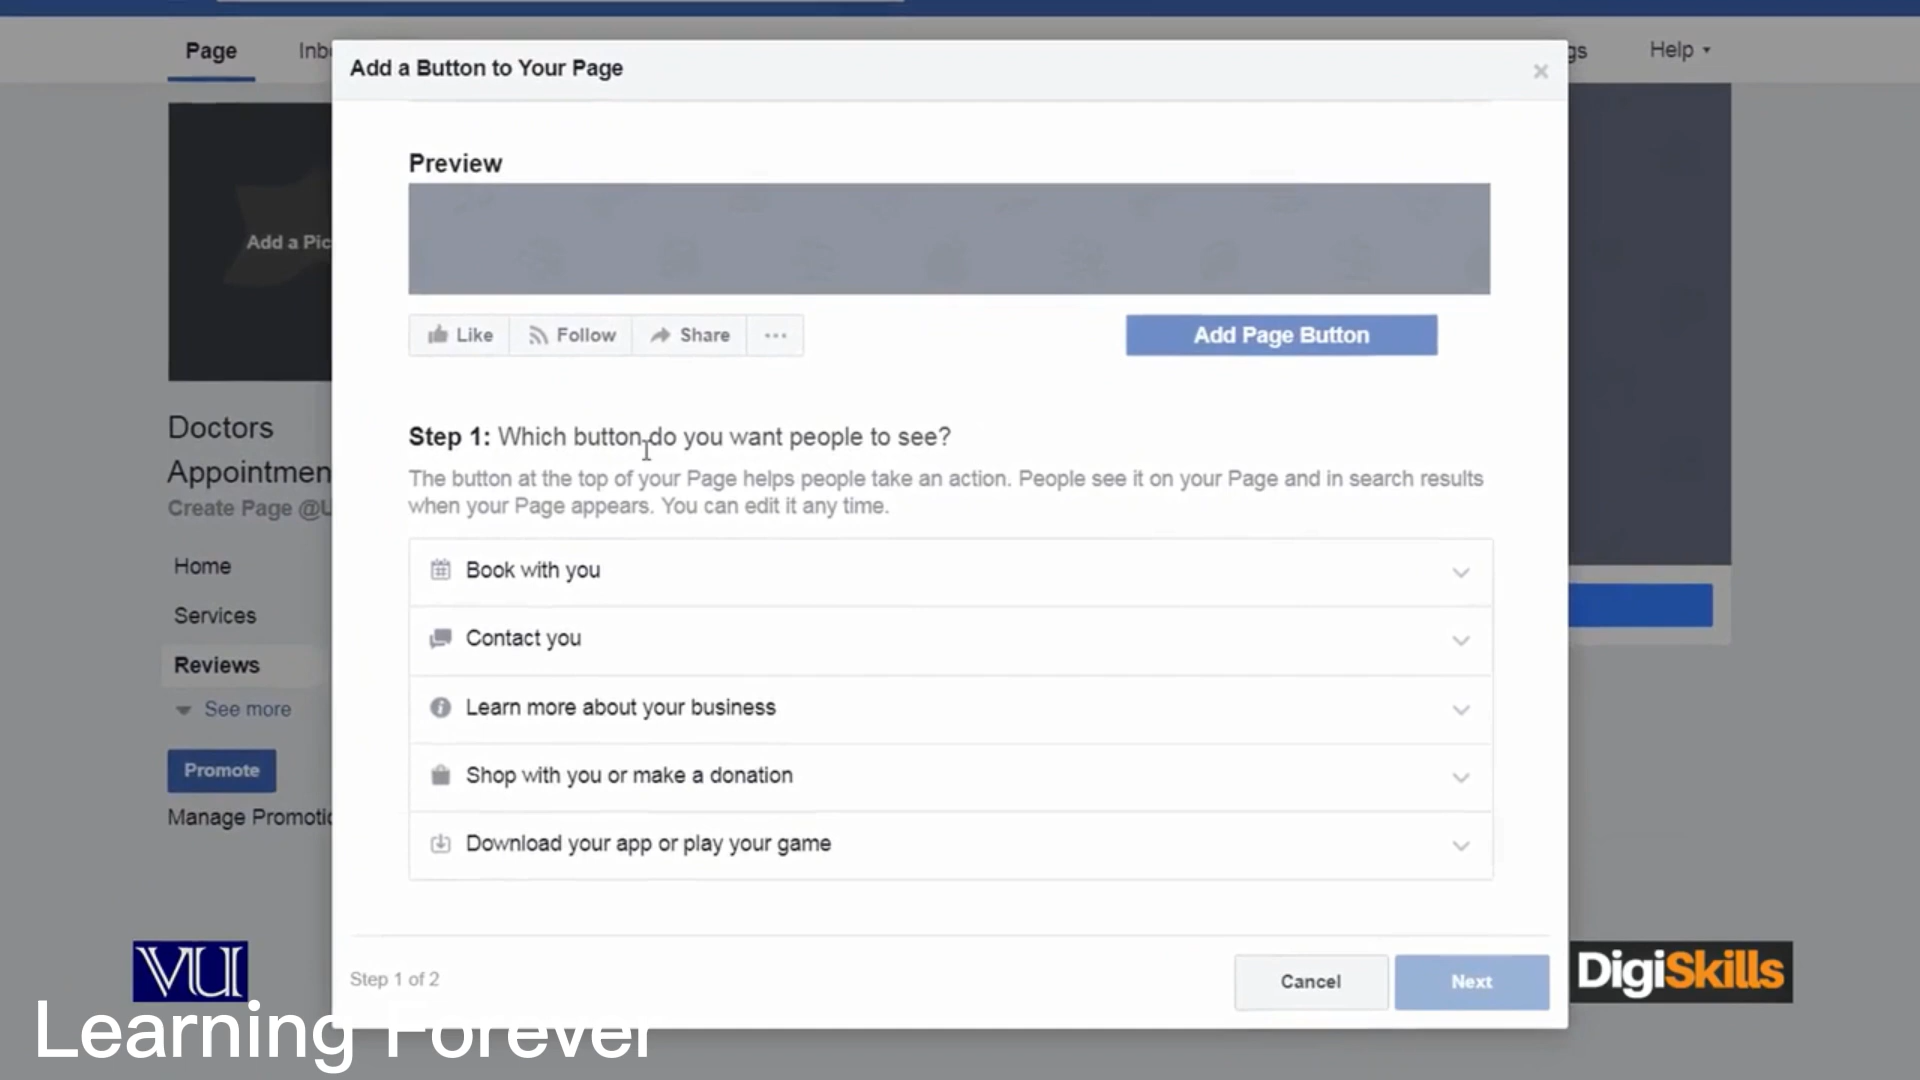 Page
Help
Add a Button to Your Page
Preview
Add a Pic
Like
Follow
Share
Add Page Button
Doctors
Appointmen
Create Page @U
Step 1: Which button do you want people to see?
The button at the top of your Page helps people take an action. People see it on your Page and in search results
when your Page appears. You can edit it any time.
Home
Services
Reviews
See more
Promote
Manage Promoti
Book with you
Contact you
Learn more about your business
Shop with you or make a donation
Download your app or play your game
Step 1 of 2
Cancel
Next
VU
DigiSkills
Learning Forever